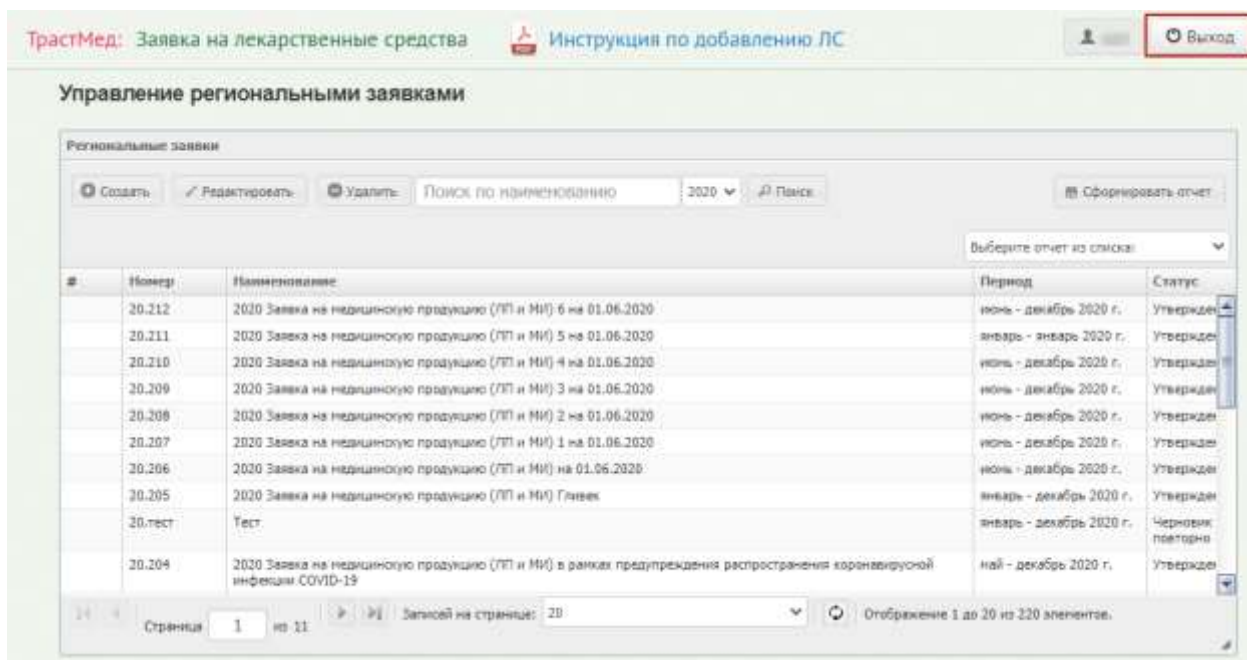 ТрастМед: Заявка на лекарственные средства Инструкция по добавлению ЛС Выход
Управление региональными заявками
Региональные заявки
Создать Редактировать Удалить Поиск по наименованию 2020 Поиск Сформировать отчет
Выберите отчет из списка:
# Номер Наименование Период Статус
20.212 2020 Заявка на медицинскую продукцию (ЛП и МИ) 6 на 01.06.2020 июнь - декабрь 2020 г. Утвержден
20.211 2020 Заявка на медицинскую продукцию (ЛП и МИ) 5 на 01.06.2020 январь - январь 2020 г. Утвержден
20.210 2020 Заявка на медицинскую продукцию (ЛП и МИ) 4 на 01.06.2020 июнь - декабрь 2020 г. Утвержден
20.209 2020 Заявка на медицинскую продукцию (ЛП и МИ) 3 на 01.06.2020 июнь - декабрь 2020 г. Утвержден
20.208 2020 Заявка на медицинскую продукцию (ЛП и МИ) 2 на 01.06.2020 июнь - декабрь 2020 г. Утвержден
20.207 2020 Заявка на медицинскую продукцию (ЛП и МИ) 1 на 01.06.2020 июнь - декабрь 2020 г. Утвержден
20.206 2020 Заявка на медицинскую продукцию (ЛП и МИ) на 01.06.2020 июнь - декабрь 2020 г. Утвержден
20.205 2020 Заявка на медицинскую продукцию (ЛП и МИ) Гливек январь - декабрь 2020 г. Утвержден
20.тест Тест январь - декабрь 2020 г. Черновик
повторно
20.204 2020 Заявка на медицинскую продукцию (ЛП и МИ) в рамках предупреждения распространения коронавирусной май - декабрь 2020 г. Утвержден
инфекции COVID-19
Страница 1 из 11 Записей на странице: 20 Отображение 1 до 20 из 220 элементов.